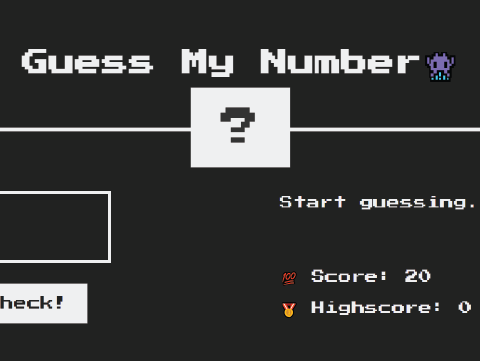 Guess My Number
?
Start guessing.
heck!
💯 Score: 20
🥇 Highscore: 0